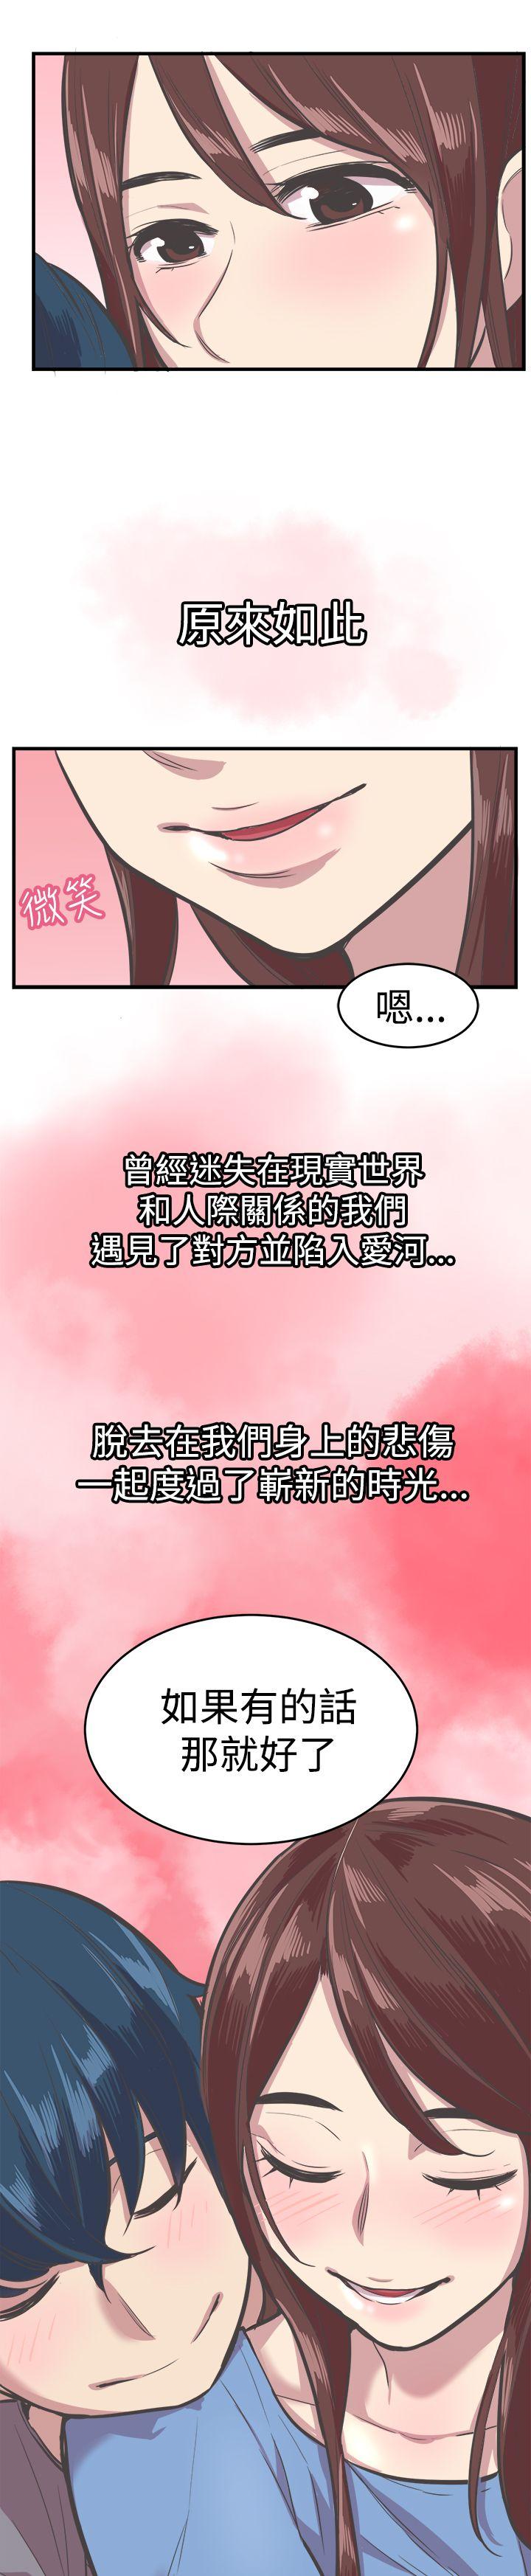 原來如此
微笑
嗯...
曾經迷失在現實世界
和人際關係的我們
遇見了對方並陷入愛河...
脫去在我們身上的悲傷
一起度過了嶄新的時光...
如果有的話
那就好了